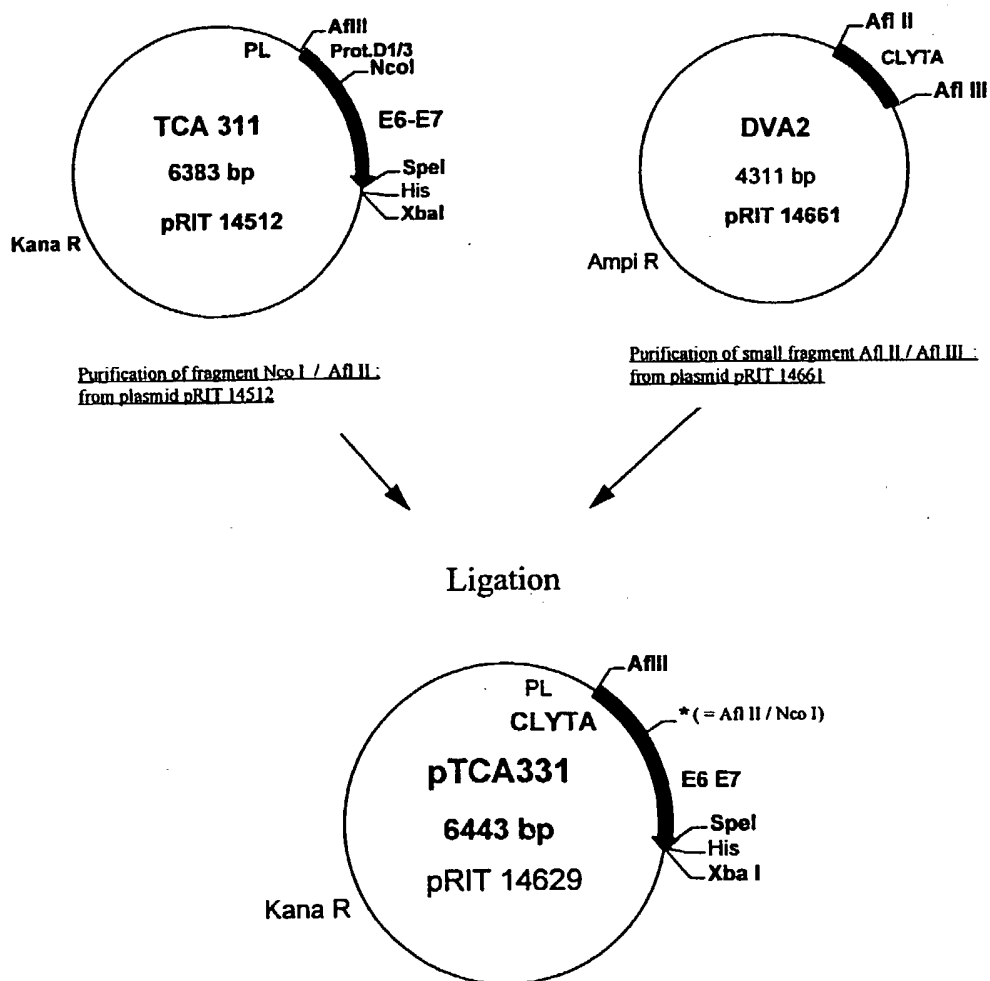 AflII
PL
Prot.D1/3
NcoI
E6-E7
TCA 311
6383 bp
pRIT 14512
SpeI
His
XbaI
Kana R
Afl II
CLYTA
Afl III
DVA2
4311 bp
pRIT 14661
Ampi R
Purification of fragment Nco I / Afl II :
from plasmid pRIT 14512
Purification of small fragment Afl II / Afl III :
from plasmid pRIT 14661
Ligation
AflII
PL
CLYTA
* ( = Afl II / Nco I)
pTCA331
E6 E7
6443 bp
SpeI
His
Xba I
pRIT 14629
Kana R